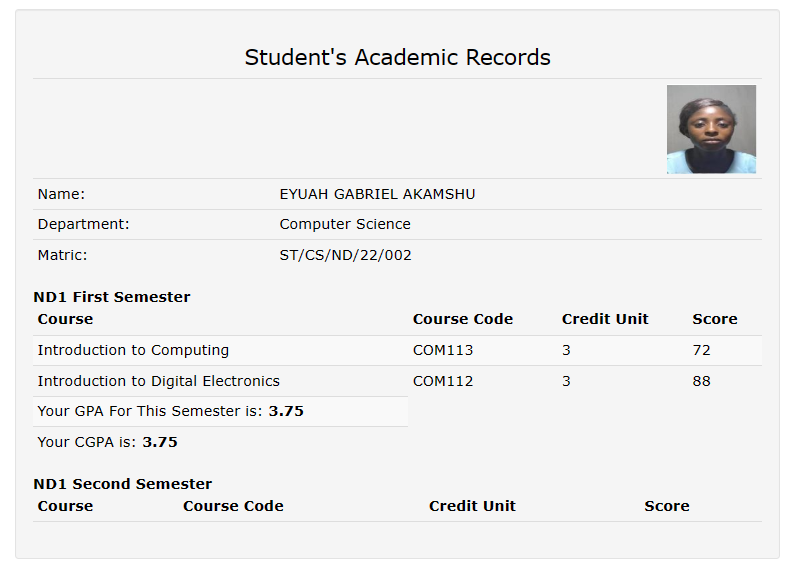 Student's Academic Records
Name: EYUAH GABRIEL AKAMSHU
Department: Computer Science
Matric: ST/CS/ND/22/002
ND1 First Semester
Course Course Code Credit Unit Score
Introduction to Computing COM113 3 72
Introduction to Digital Electronics COM112 3 88
Your GPA For This Semester is: 3.75
Your CGPA is: 3.75
ND1 Second Semester
Course Course Code Credit Unit Score